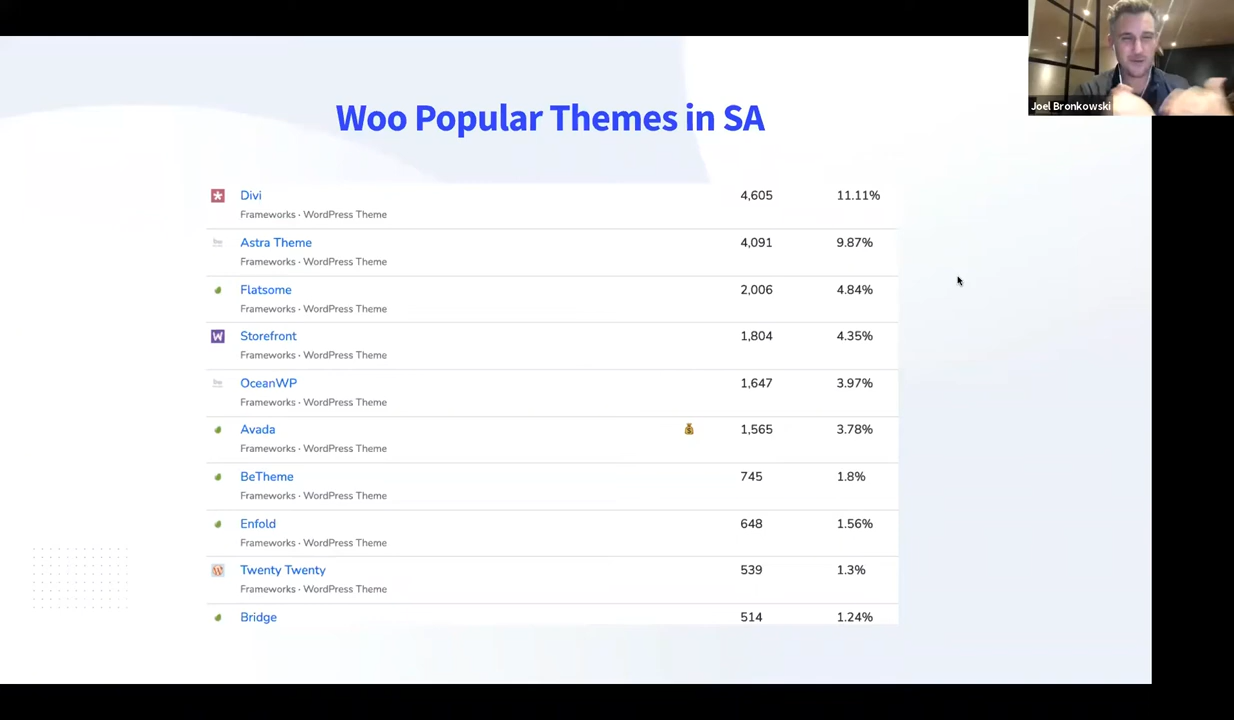 Joel Bronkowski
Woo Popular Themes in SA
Divi 4,605 11.11%
Frameworks · WordPress Theme
Astra Theme 4,091 9.87%
Frameworks · WordPress Theme
Flatsome 2,006 4.84%
Frameworks · WordPress Theme
Storefront 1,804 4.35%
Frameworks · WordPress Theme
OceanWP 1,647 3.97%
Frameworks · WordPress Theme
Avada 1,565 3.78%
Frameworks · WordPress Theme
BeTheme 745 1.8%
Frameworks · WordPress Theme
Enfold 648 1.56%
Frameworks · WordPress Theme
Twenty Twenty 539 1.3%
Frameworks · WordPress Theme
Bridge 514 1.24%